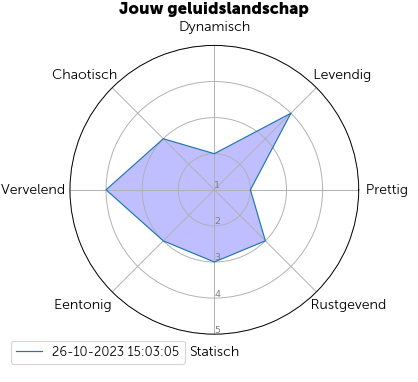 Jouw geluidslandschap
Dynamisch
Chaotisch Levendig
Vervelend 1 Prettig
2
3
4
Eentonig Rustgevend
5
26-10-2023 15:03:05 Statisch